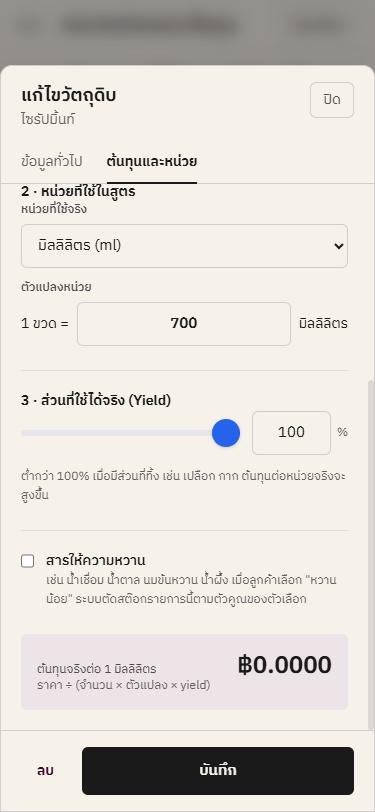 แก้ไขวัตถุดิบ
ไซรัปมิ้นท์
ปิด
ข้อมูลทั่วไป ต้นทุนและหน่วย
2 · หน่วยที่ใช้ในสูตร
หน่วยที่ใช้จริง
มิลลิลิตร (ml)
ตัวแปลงหน่วย
1 ขวด = 700 มิลลิลิตร
3 · ส่วนที่ใช้ได้จริง (Yield)
100 %
ต่ำกว่า 100% เมื่อมีส่วนที่ทิ้ง เช่น เปลือก กาก ต้นทุนต่อหน่วยจริงจะ
สูงขึ้น
สารให้ความหวาน
เช่น น้ำเชื่อม น้ำตาล นมข้นหวาน น้ำผึ้ง เมื่อลูกค้าเลือก "หวาน
น้อย" ระบบตัดสต๊อกรายการนี้ตามตัวคูณของตัวเลือก
ต้นทุนจริงต่อ 1 มิลลิลิตร
ราคา ÷ (จำนวน × ตัวแปลง × yield)
฿0.0000
ลบ บันทึก